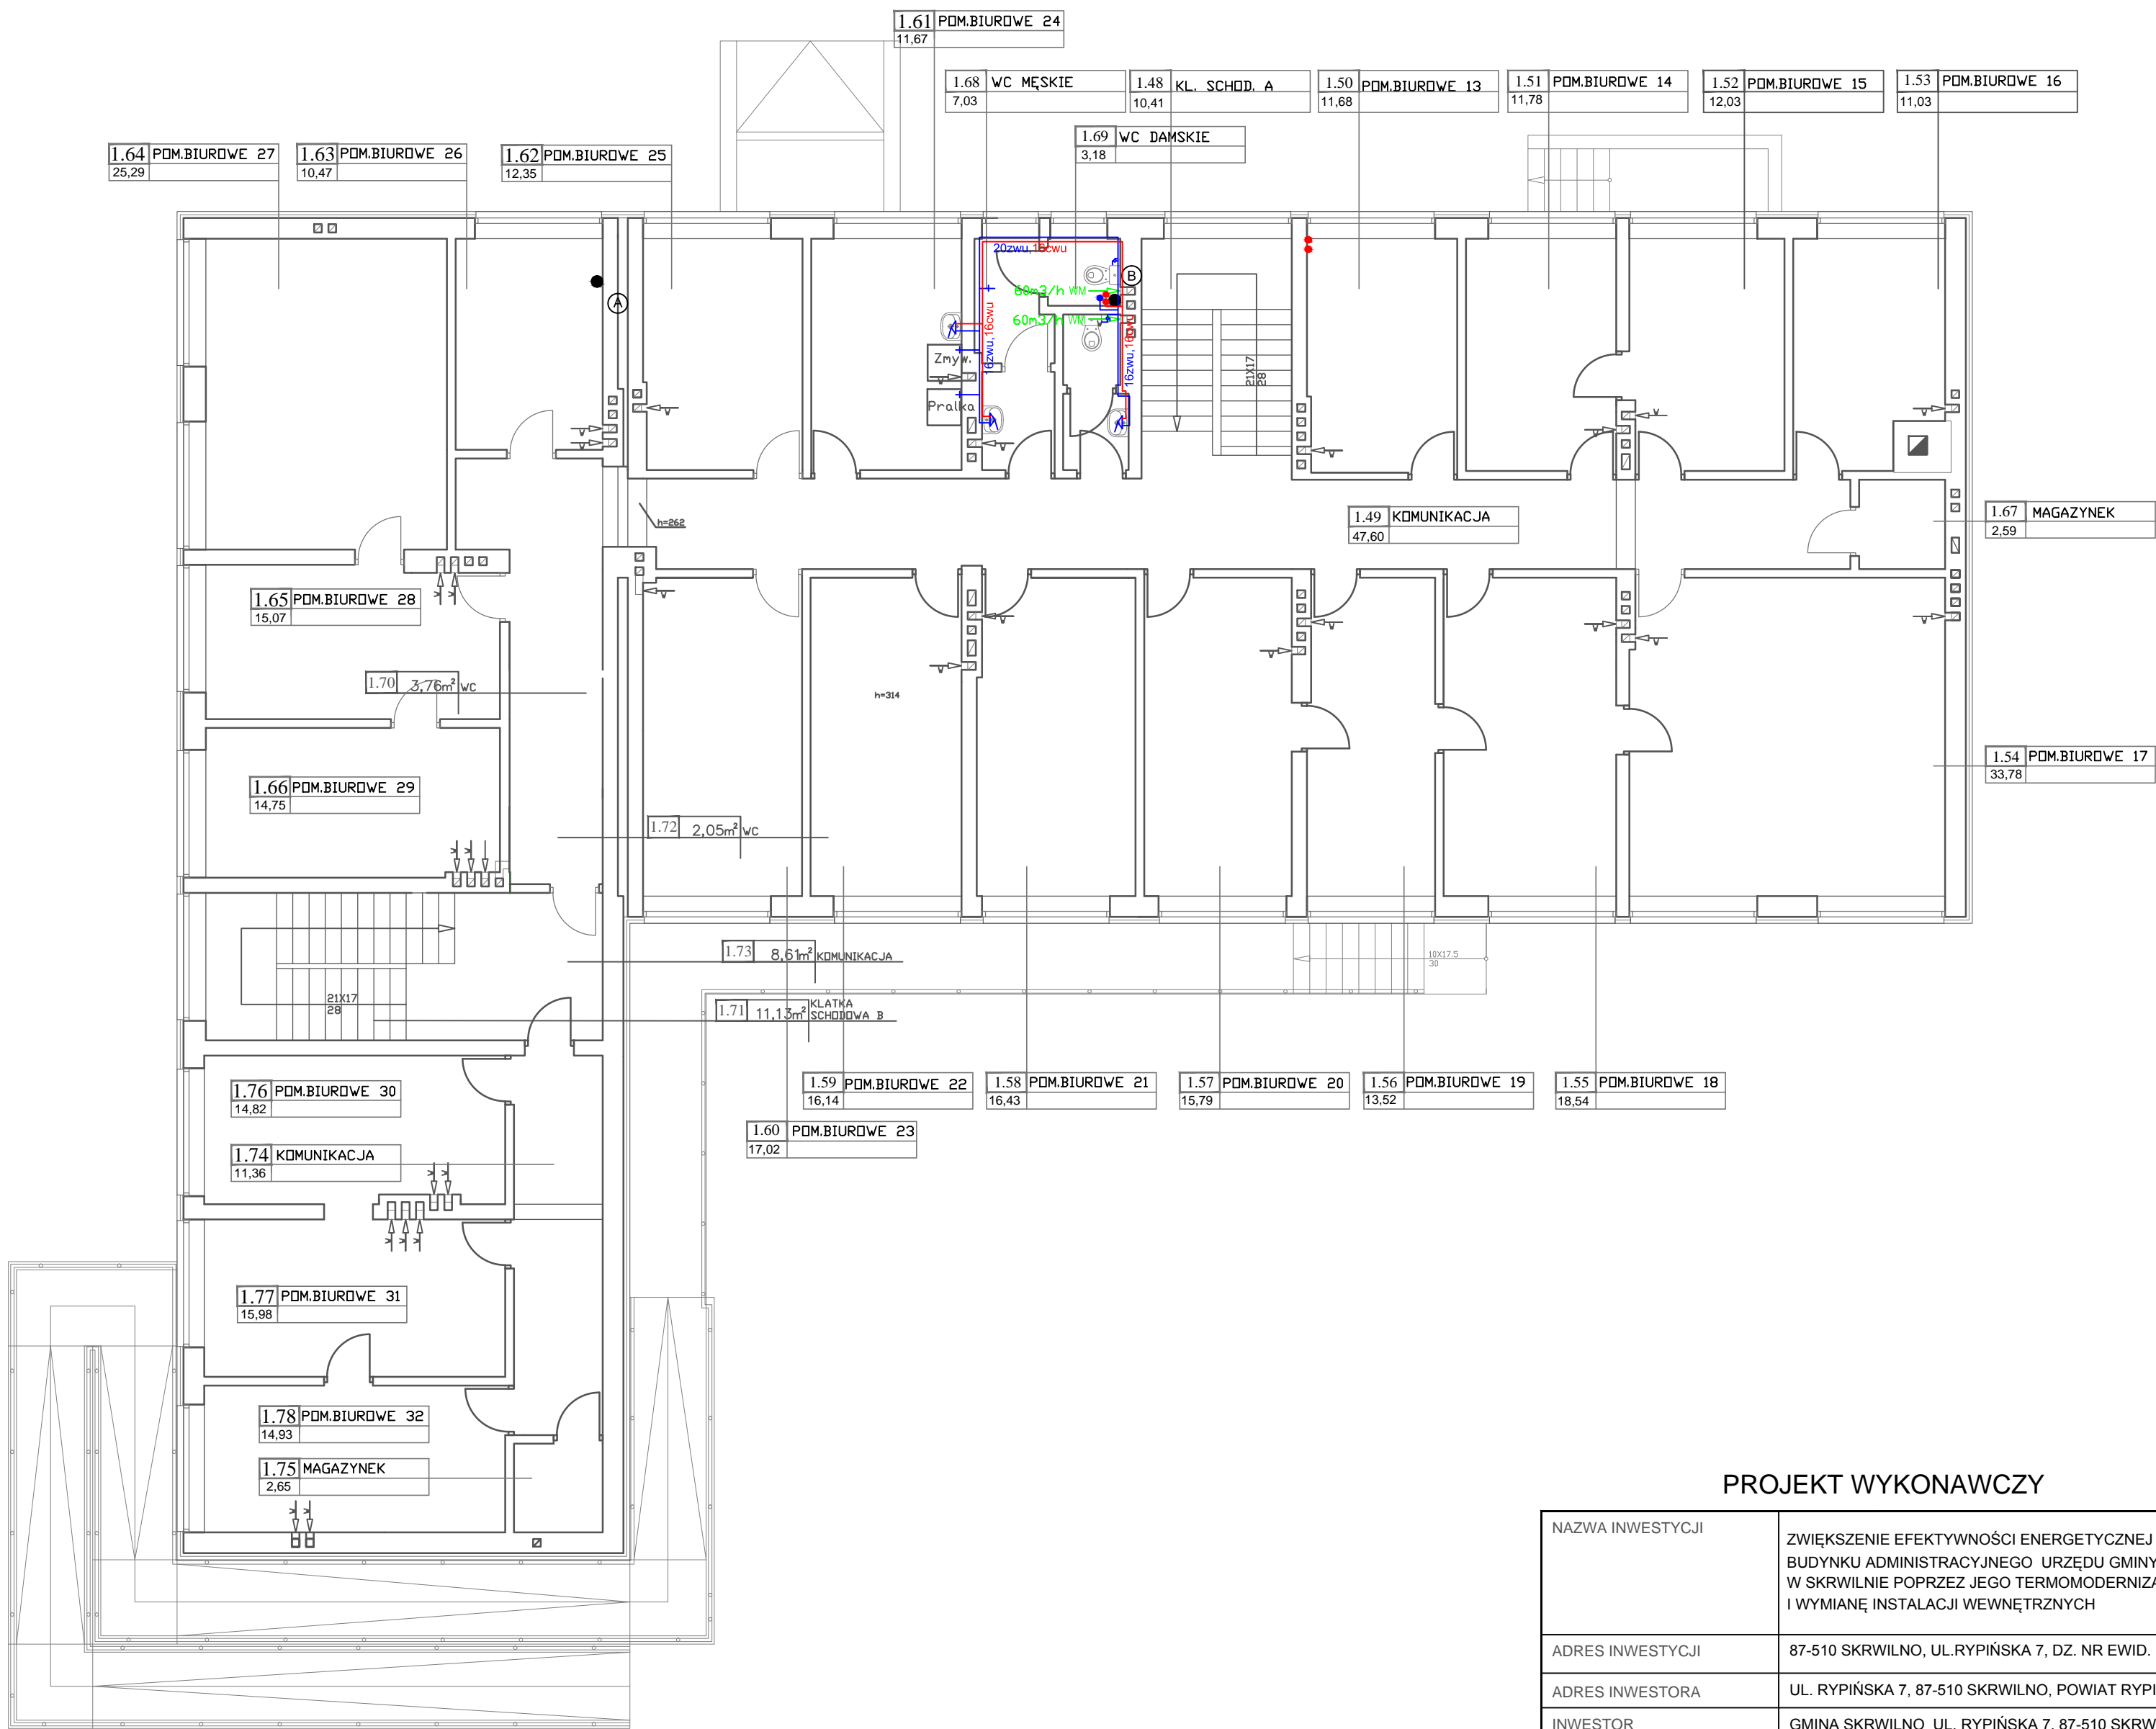 1.61 POM.BIUROWE 24
11,67
1.68 WC MĘSKIE
7,03
1.48 KL. SCHOD. A
10,41
1.50 POM.BIUROWE 13
11,68
1.51 POM.BIUROWE 14
11,78
1.52 POM.BIUROWE 15
12,03
1.53 POM.BIUROWE 16
11,03
1.69 WC DAMSKIE
3,18
1.64 POM.BIUROWE 27
25,29
1.63 POM.BIUROWE 26
10,47
1.62 POM.BIUROWE 25
12,35
20zwu,16cwu
B
A
60m3/h WM
60m3/h WM
16zwu,16cwu
16zwu,16cwu
Zmyw.
Pralka
21X17
28
h=262
1.49 KOMUNIKACJA
47,60
1.67 MAGAZYNEK
2,59
1.65 POM.BIUROWE 28
15,07
1.70 3,76m² WC
h=314
1.54 POM.BIUROWE 17
33,78
1.66 POM.BIUROWE 29
14,75
1.72 2,05m² WC
1.73 8,61m² KOMUNIKACJA
10X17.5
30
21X17
28
1.71 11,13m² KLATKA
SCHODOWA B
1.59 POM.BIUROWE 22
16,14
1.58 POM.BIUROWE 21
16,43
1.57 POM.BIUROWE 20
15,79
1.56 POM.BIUROWE 19
13,52
1.55 POM.BIUROWE 18
18,54
1.76 POM.BIUROWE 30
14,82
1.60 POM.BIUROWE 23
17,02
1.74 KOMUNIKACJA
11,36
1.77 POM.BIUROWE 31
15,98
1.78 POM.BIUROWE 32
14,93
1.75 MAGAZYNEK
2,65
PROJEKT WYKONAWCZY
NAZWA INWESTYCJI
ZWIĘKSZENIE EFEKTYWNOŚCI ENERGETYCZNEJ
BUDYNKU ADMINISTRACYJNEGO URZĘDU GMINY
W SKRWILNIE POPRZEZ JEGO TERMOMODERNIZA
I WYMIANĘ INSTALACJI WEWNĘTRZNYCH
ADRES INWESTYCJI
87-510 SKRWILNO, UL.RYPIŃSKA 7, DZ. NR EWID.
ADRES INWESTORA
UL. RYPIŃSKA 7, 87-510 SKRWILNO, POWIAT RYPI
INWESTOR
GMINA SKRWILNO, UL. RYPIŃSKA 7, 87-510 SKRW